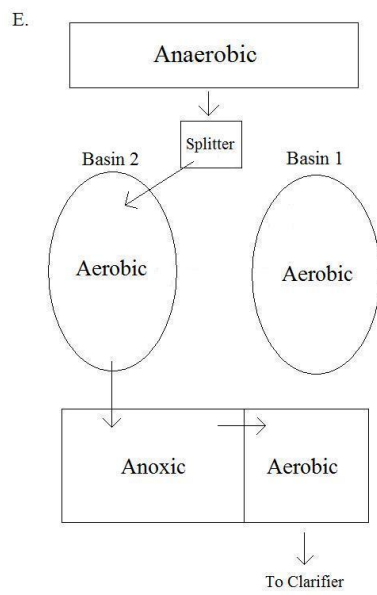 E.
Anaerobic
Splitter
Basin 2
Basin 1
Aerobic
Aerobic
Anoxic
Aerobic
To Clarifier